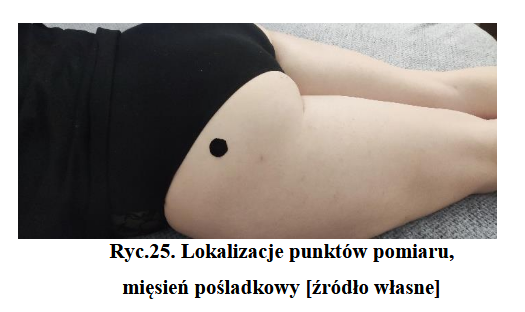 Ryc.25. Lokalizacje punktów pomiaru,
mięsień pośladkowy [źródło własne]